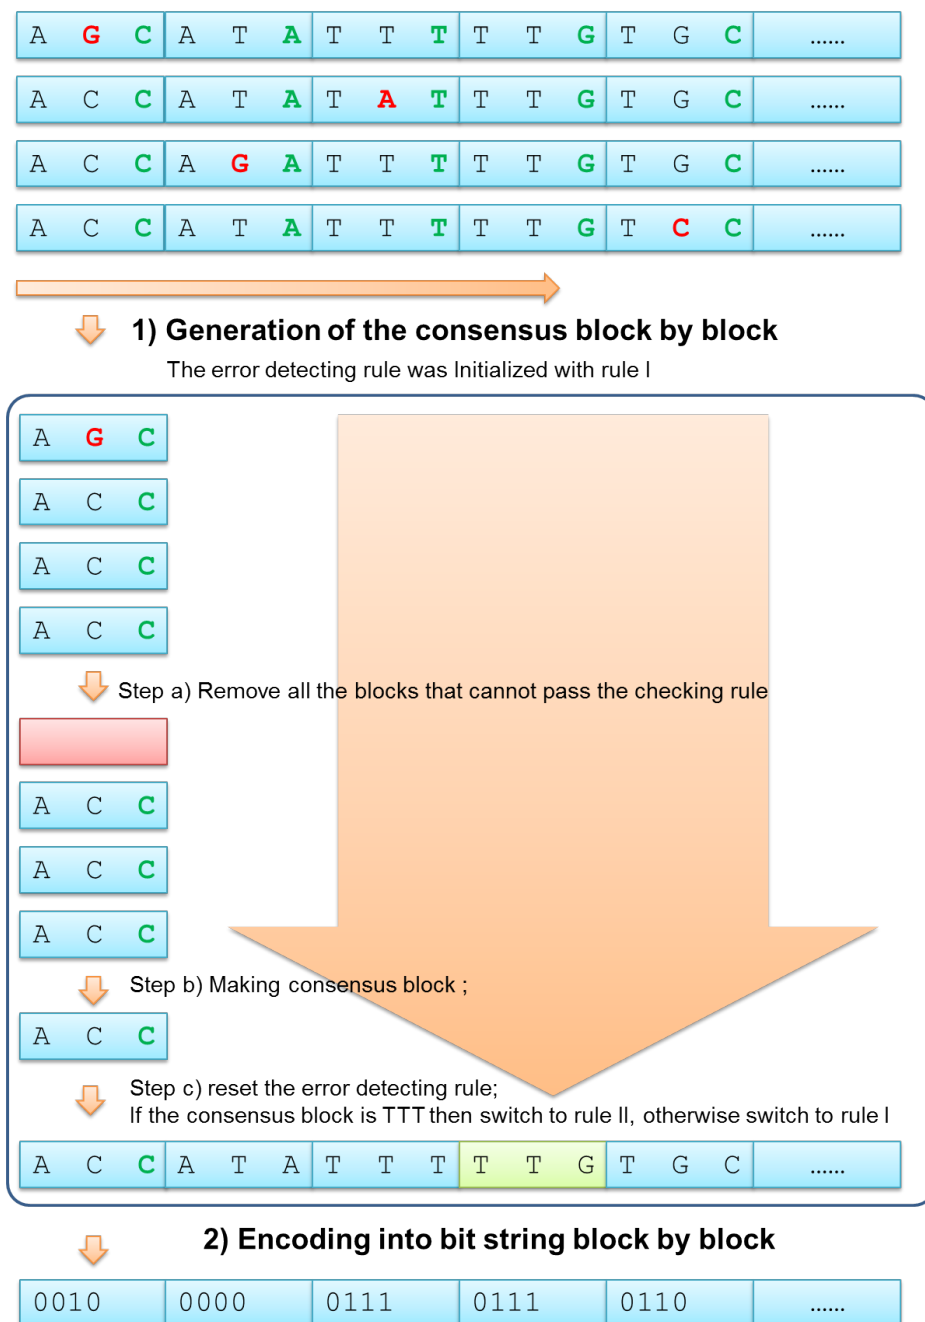 A G C A T A T T T T T G T G C ......
A C C A T A T A T T T G T G C ......
A C C A G A T T T T T G T G C ......
A C C A T A T T T T T G T C C ......
1) Generation of the consensus block by block
The error detecting rule was Initialized with rule I
A G C
A C C
A C C
A C C
Step a) Remove all the blocks that cannot pass the checking rule
A C C
A C C
A C C
Step b) Making consensus block ;
A C C
Step c) reset the error detecting rule;
If the consensus block is TTT then switch to rule II, otherwise switch to rule I
A C C A T A T T T T T G T G C ......
2) Encoding into bit string block by block
0010 0000 0111 0111 0110 ......